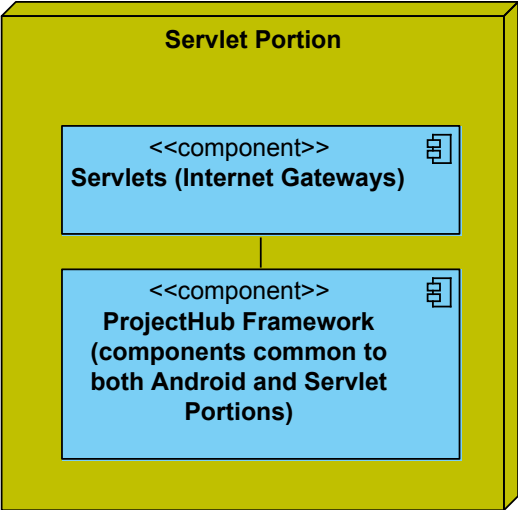 Servlet Portion
<<component>>
Servlets (Internet Gateways)
<<component>>
ProjectHub Framework
(components common to
both Android and Servlet
Portions)